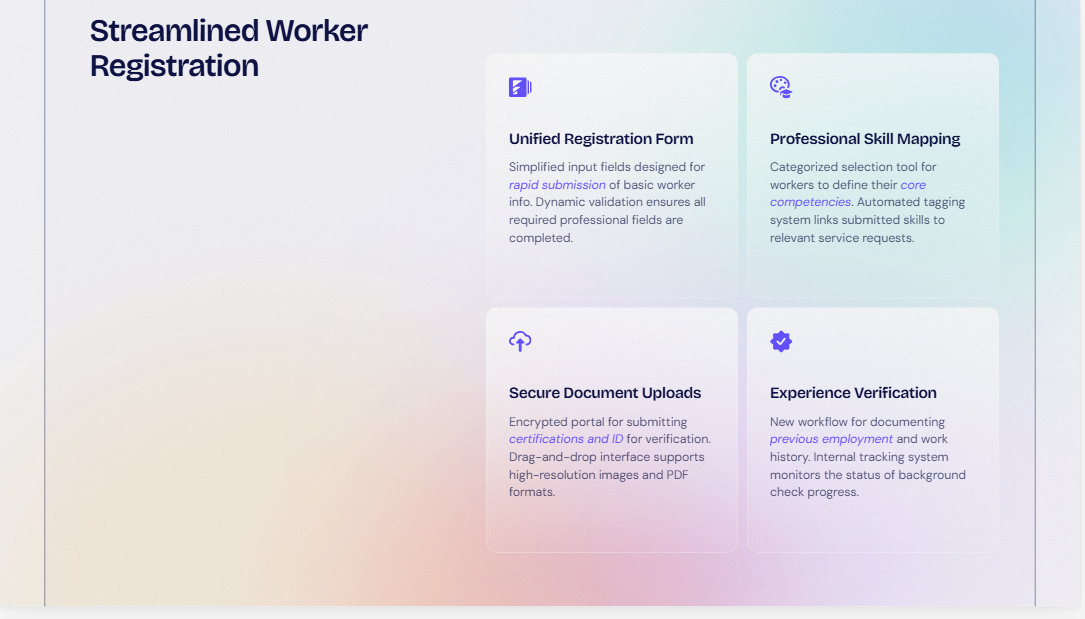 Streamlined Worker
Registration
Unified Registration Form
Simplified input fields designed for
rapid submission of basic worker
info. Dynamic validation ensures all
required professional fields are
completed.
Professional Skill Mapping
Categorized selection tool for
workers to define their core
competencies. Automated tagging
system links submitted skills to
relevant service requests.
Secure Document Uploads
Encrypted portal for submitting
certifications and ID for verification.
Drag-and-drop interface supports
high-resolution images and PDF
formats.
Experience Verification
New workflow for documenting
previous employment and work
history. Internal tracking system
monitors the status of background
check progress.